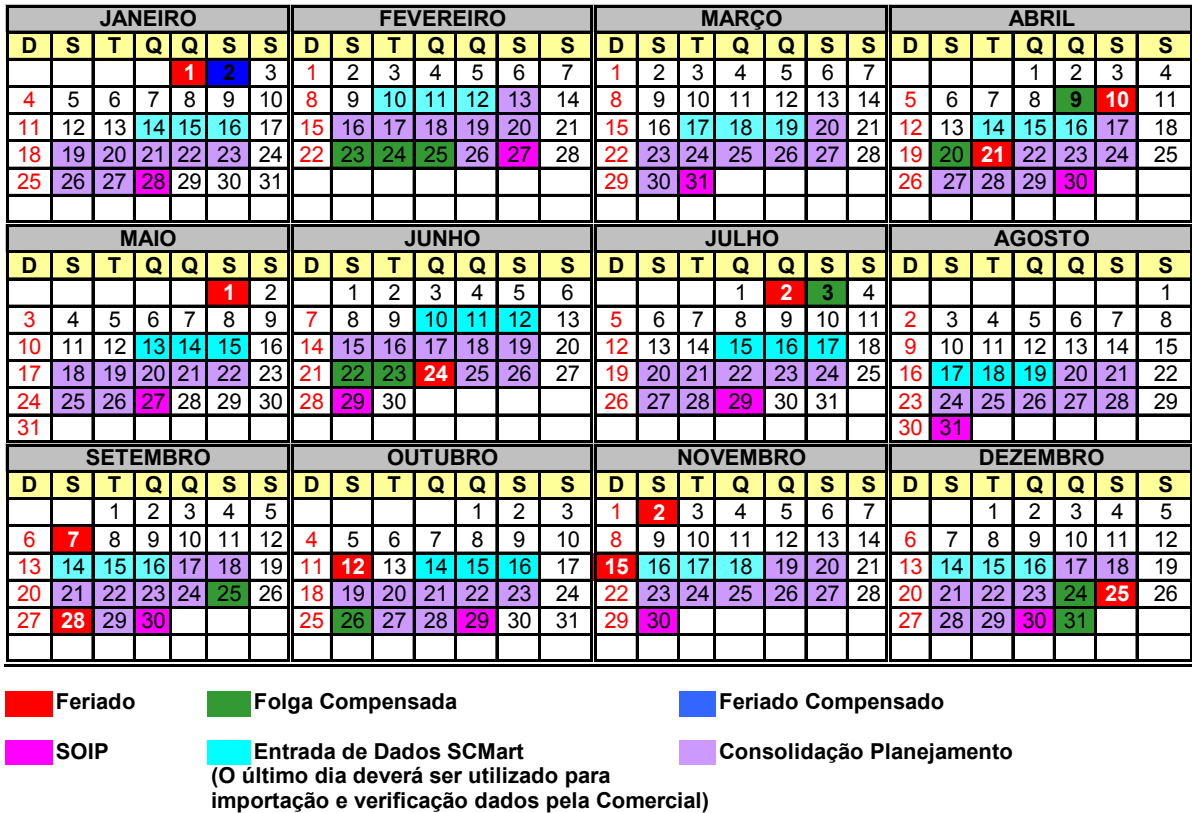 JANEIRO FEVEREIRO MARÇO ABRIL
D S T Q Q S S D S T Q Q S S D S T Q Q S S D S T Q Q S S
1 2 3 1 2 3 4 5 6 7 1 2 3 4 5 6 7 1 2 3 4
4 5 6 7 8 9 10 8 9 10 11 12 13 14 8 9 10 11 12 13 14 5 6 7 8 9 10 11
11 12 13 14 15 16 17 15 16 17 18 19 20 21 15 16 17 18 19 20 21 12 13 14 15 16 17 18
18 19 20 21 22 23 24 22 23 24 25 26 27 28 22 23 24 25 26 27 28 19 20 21 22 23 24 25
25 26 27 28 29 30 31 29 30 31 26 27 28 29 30
MAIO JUNHO JULHO AGOSTO
D S T Q Q S S D S T Q Q S S D S T Q Q S S D S T Q Q S S
1 2 1 2 3 4 5 6 1 2 3 4 1
3 4 5 6 7 8 9 7 8 9 10 11 12 13 5 6 7 8 9 10 11 2 3 4 5 6 7 8
10 11 12 13 14 15 16 14 15 16 17 18 19 20 12 13 14 15 16 17 18 9 10 11 12 13 14 15
17 18 19 20 21 22 23 21 22 23 24 25 26 27 19 20 21 22 23 24 25 16 17 18 19 20 21 22
24 25 26 27 28 29 30 28 29 30 26 27 28 29 30 31 23 24 25 26 27 28 29
31 30 31
SETEMBRO OUTUBRO NOVEMBRO DEZEMBRO
D S T Q Q S S D S T Q Q S S D S T Q Q S S D S T Q Q S S
1 2 3 4 5 1 2 3 1 2 3 4 5 6 7 1 2 3 4 5
6 7 8 9 10 11 12 4 5 6 7 8 9 10 8 9 10 11 12 13 14 6 7 8 9 10 11 12
13 14 15 16 17 18 19 11 12 13 14 15 16 17 15 16 17 18 19 20 21 13 14 15 16 17 18 19
20 21 22 23 24 25 26 18 19 20 21 22 23 24 22 23 24 25 26 27 28 20 21 22 23 24 25 26
27 28 29 30 25 26 27 28 29 30 31 29 30 27 28 29 30 31
Feriado Folga Compensada Feriado Compensado
SOIP Entrada de Dados SCMart Consolidação Planejamento
(O último dia deverá ser utilizado para
importação e verificação dados pela Comercial)